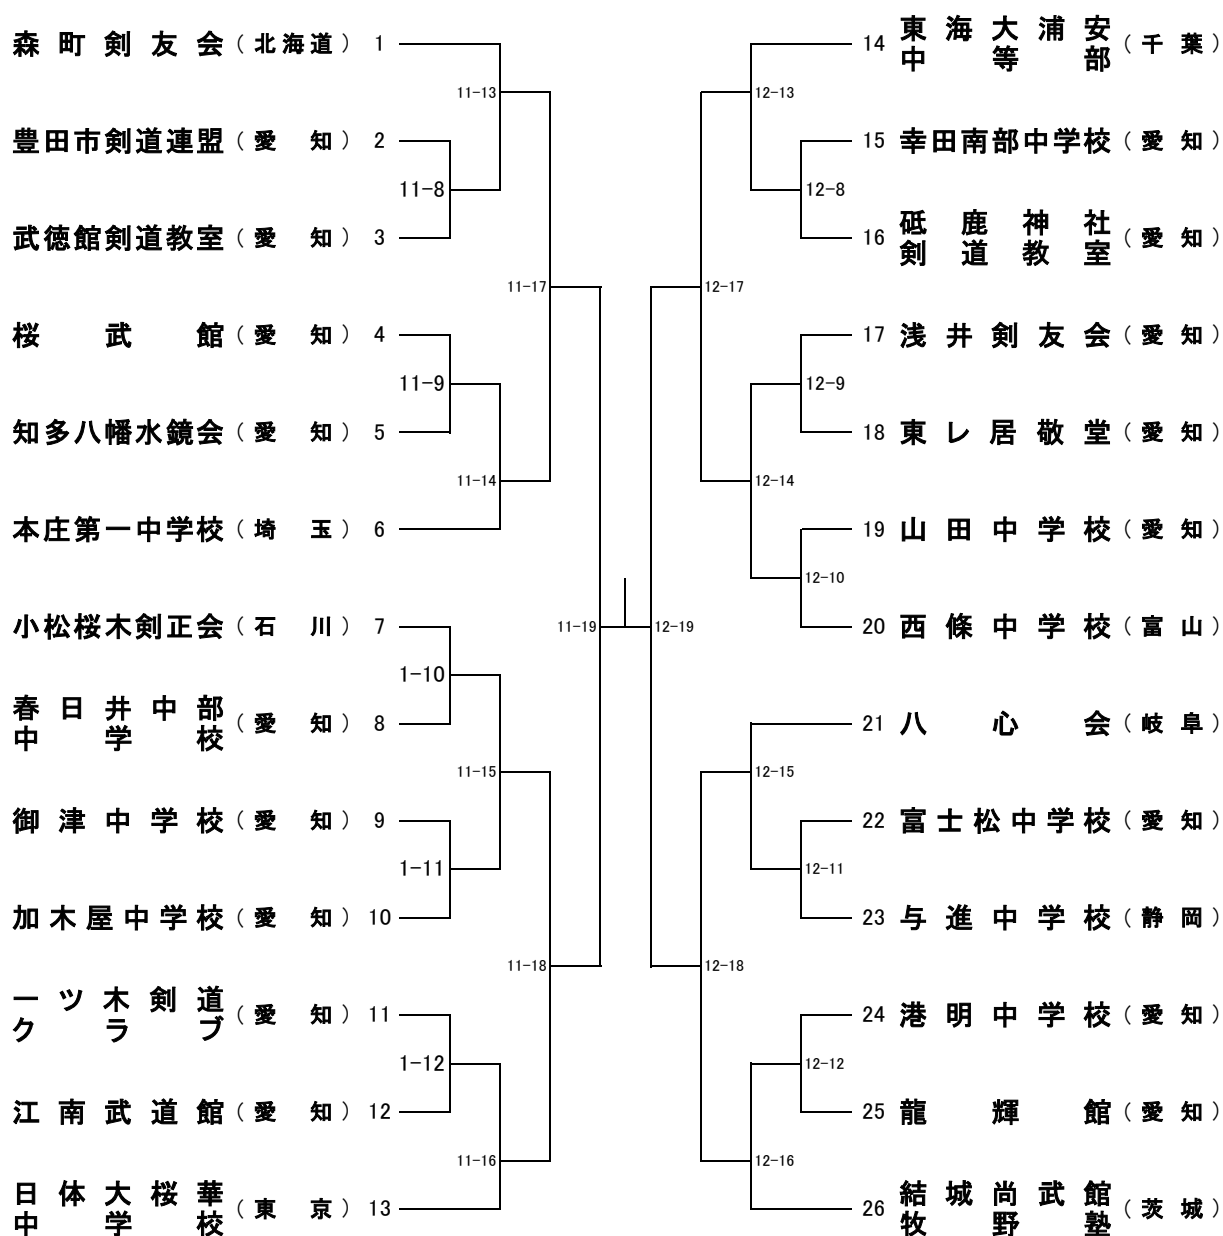 森町剣友会（北海道） 1
11-13
豊田市剣道連盟（愛知） 2
11-8
武徳館剣道教室（愛知） 3
11-17
桜武館（愛知） 4
11-9
知多八幡水鏡会（愛知） 5
11-14
本庄第一中学校（埼玉） 6
11-19
小松桜木剣正会（石川） 7
1-10
春日井中部
中学校
（愛知） 8
11-15
御津中学校（愛知） 9
1-11
加木屋中学校（愛知） 10
11-18
一ツ木剣道
クラブ
（愛知） 11
1-12
江南武道館（愛知） 12
11-16
日体大桜華
中学校
（東京） 13
14 東海大浦安
中等部
（千葉）
12-13
15 幸田南部中学校（愛知）
12-8
16 砥鹿神社
剣道教室
（愛知）
12-17
17 浅井剣友会（愛知）
12-9
18 東レ居敬堂（愛知）
12-14
19 山田中学校（愛知）
12-10
20 西條中学校（富山）
12-19
21 八心会（岐阜）
12-15
22 富士松中学校（愛知）
12-11
23 与進中学校（静岡）
12-18
24 港明中学校（愛知）
12-12
25 龍輝館（愛知）
12-16
26 結城尚武館
牧野塾
（茨城）